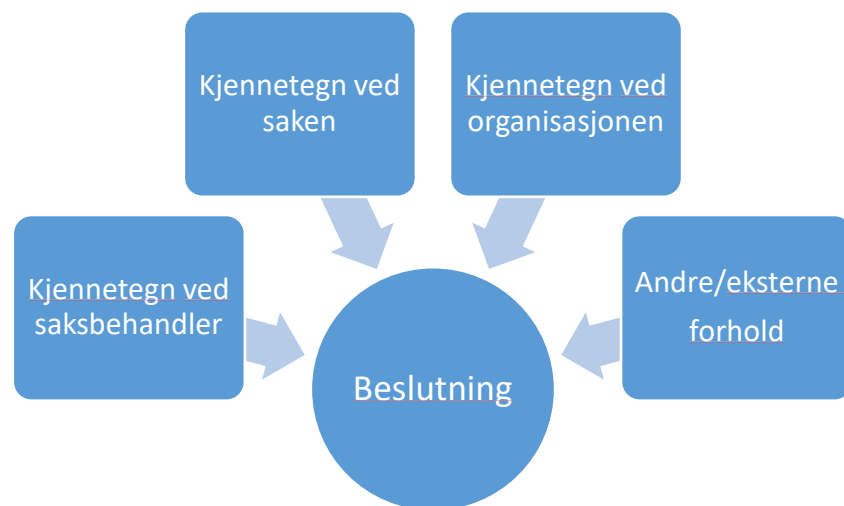 Kjennetegn ved
saken
Kjennetegn ved
organisasjonen
Kjennetegn ved
saksbehandler
Andre/eksterne
forhold
Beslutning